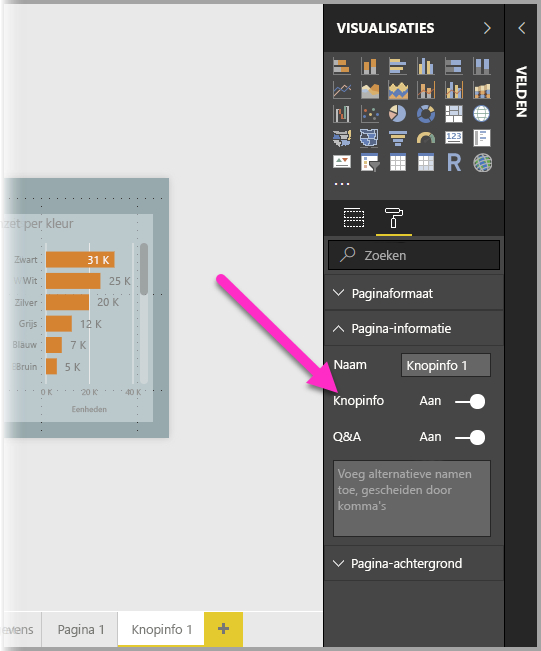 VISUALISATIES
VELDEN
123
R
Zoeken
Paginaformaat
Pagina-informatie
Naam
Knopinfo 1
Knopinfo
Aan
Q&A
Aan
Voeg alternatieve namen
toe, gescheiden door
komma's
Pagina-achtergrond
zet per kleur
Zwart 31 K
Wit 25 K
Zilver 20 K
Grijs 12 K
Blauw 7 K
Bruin 5 K
0 K 20 K 40 K
Eenheden
evens
Pagina 1
Knopinfo 1
+